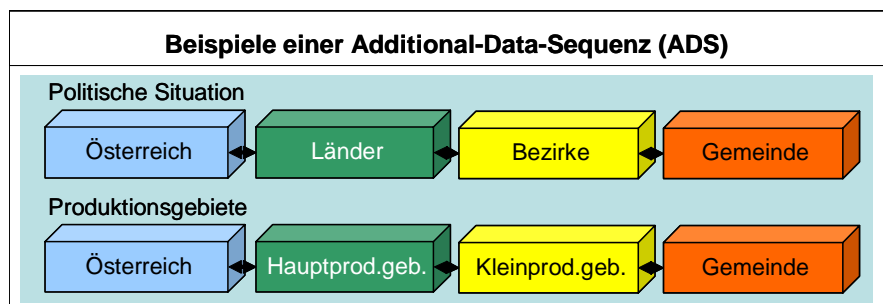 Beispiele einer Additional-Data-Sequenz (ADS)
Politische Situation
Österreich Länder Bezirke Gemeinde
Produktionsgebiete
Österreich Hauptprod.geb. Kleinprod.geb. Gemeinde